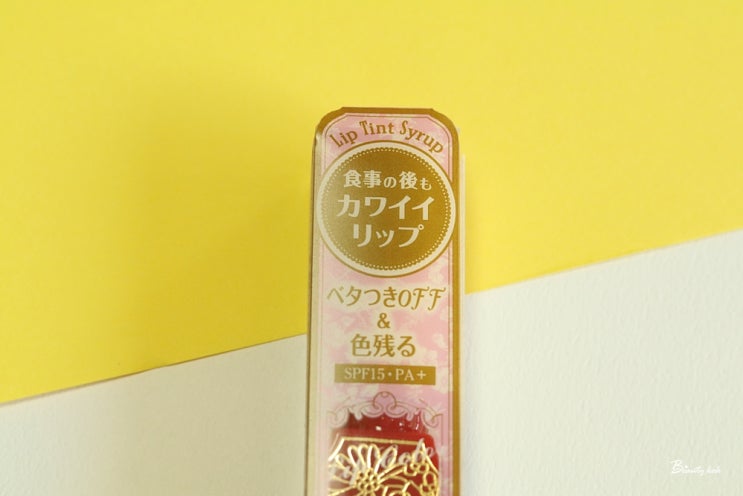 Lip Tint Syrup
食事の後も
カワイイ
リップ
ベタつきOFF
&
色残る
SPF15・PA+